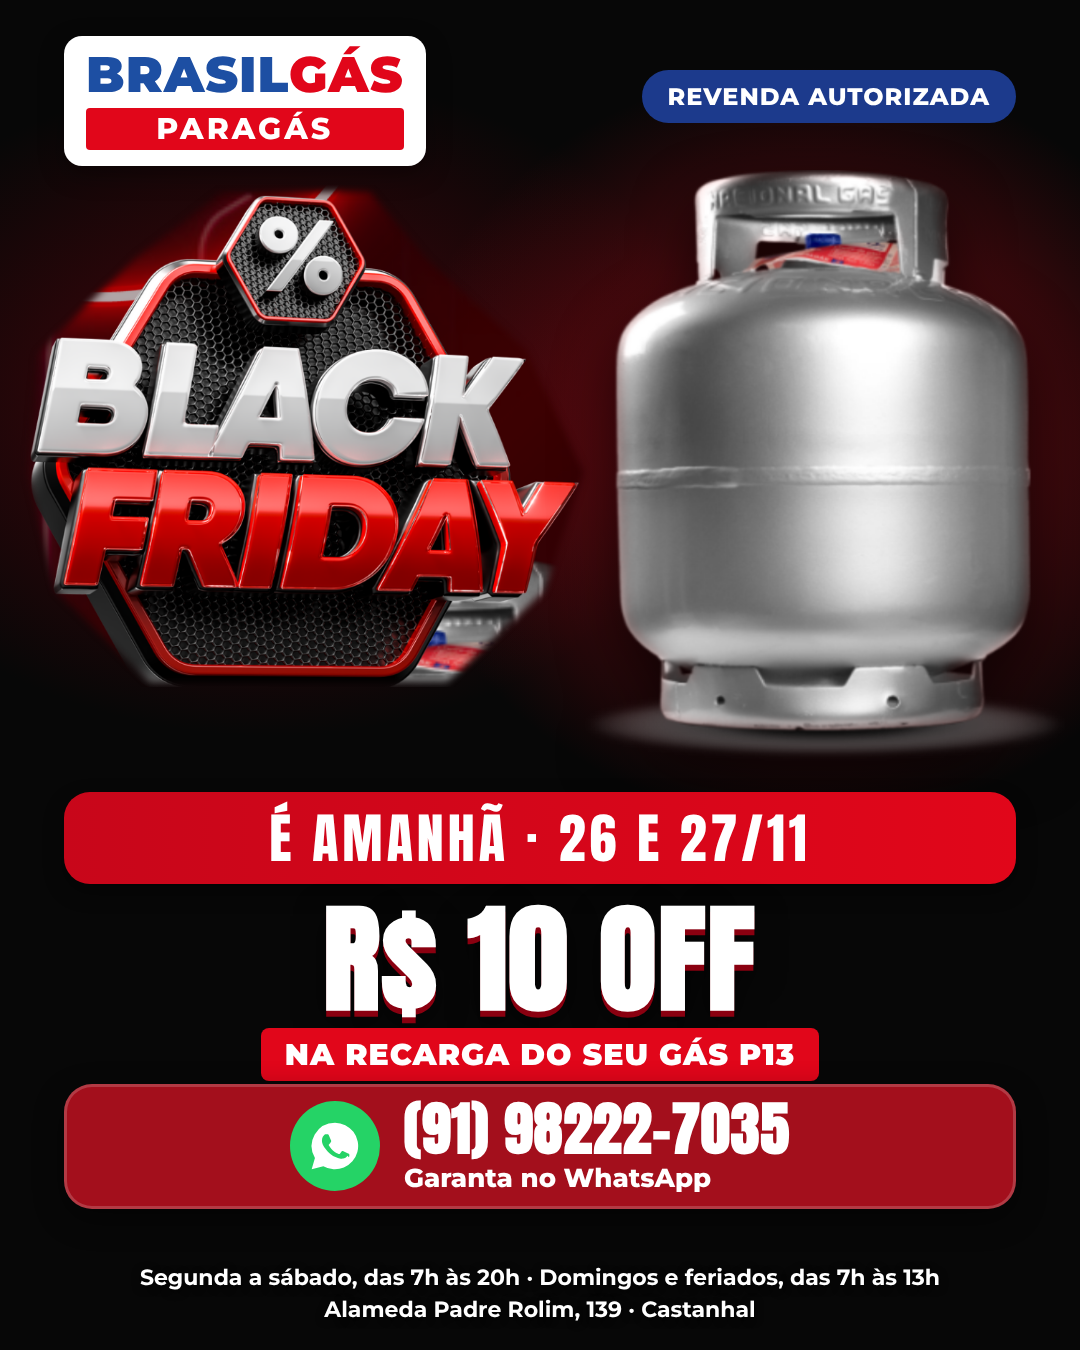 BRASILGÁS
PARAGÁS
REVENDA AUTORIZADA
NACIONAL GAS
%
BLACK
FRIDAY
É AMANHÃ · 26 E 27/11
R$ 10 OFF
NA RECARGA DO SEU GÁS P13
(91) 98222-7035
Garanta no WhatsApp
Segunda a sábado, das 7h às 20h · Domingos e feriados, das 7h às 13h
Alameda Padre Rolim, 139 · Castanhal